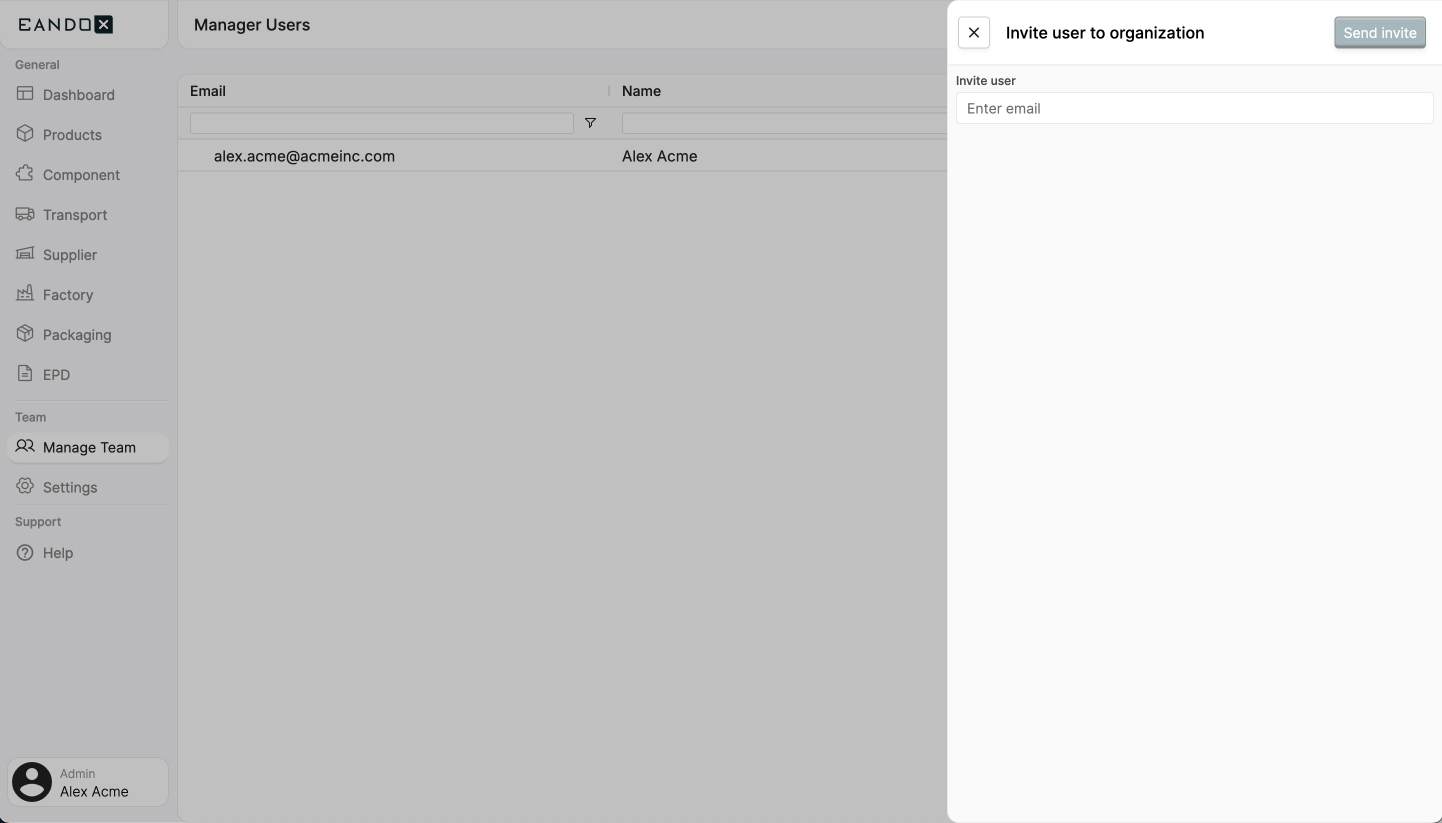 EANDOX
General
Dashboard
Products
Component
Transport
Supplier
Factory
Packaging
EPD
Team
Manage Team
Settings
Support
Help
Admin
Alex Acme
Manager Users
Email
Name
alex.acme@acmeinc.com
Alex Acme
Invite user to organization
Send invite
Invite user
Enter email